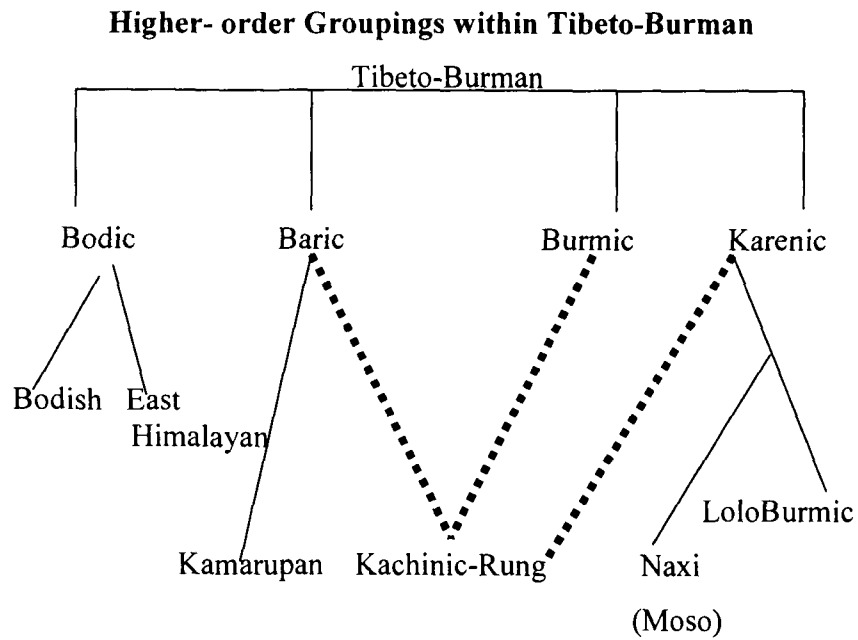 Higher- order Groupings within Tibeto-Burman
Tibeto-Burman
Bodic Baric Burmic Karenic
Bodish East
Himalayan
LoloBurmic
Kamarupan Kachinic-Rung Naxi
(Moso)